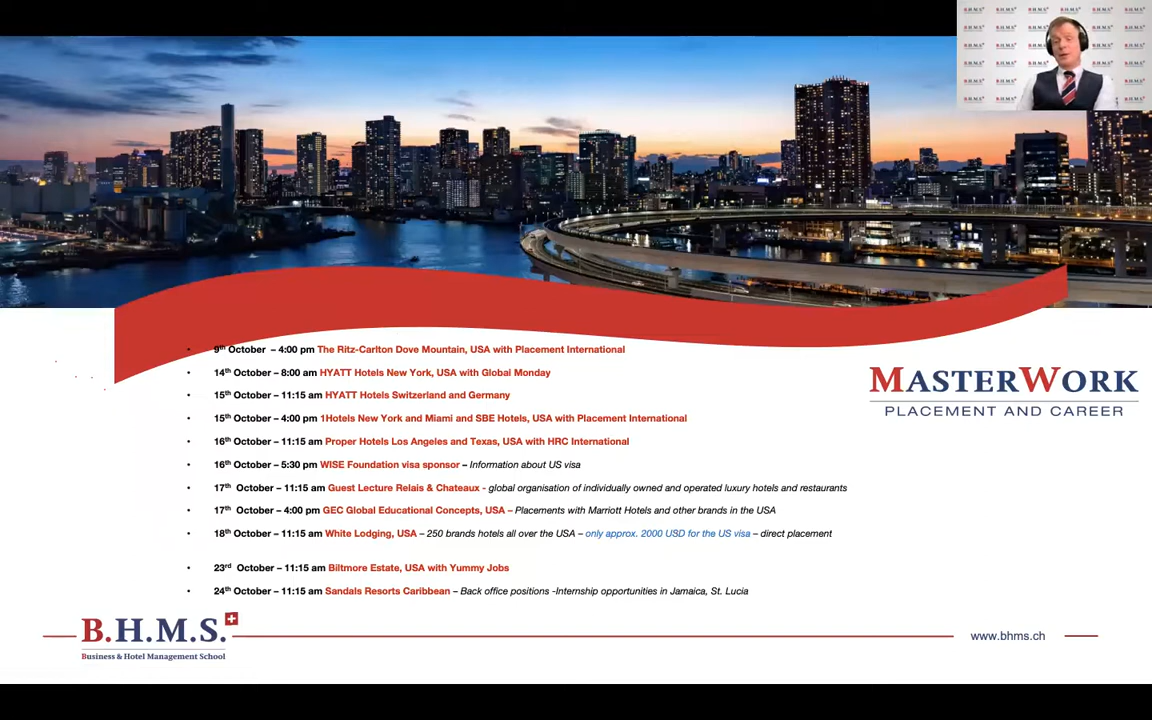 9th October – 4:00 pm The Ritz-Carlton Dove Mountain, USA with Placement International
14th October – 8:00 am HYATT Hotels New York, USA with Global Monday
15th October – 11:15 am HYATT Hotels Switzerland and Germany
15th October – 4:00 pm 1Hotels New York and Miami and SBE Hotels, USA with Placement International
16th October – 11:15 am Proper Hotels Los Angeles and Texas, USA with HRC International
16th October – 5:30 pm WISE Foundation visa sponsor – Information about US visa
17th October – 11:15 am Guest Lecture Relais & Chateaux - global organisation of individually owned and operated luxury hotels and restaurants
17th October – 4:00 pm GEC Global Educational Concepts, USA – Placements with Marriott Hotels and other brands in the USA
18th October – 11:15 am White Lodging, USA – 250 brands hotels all over the USA – only approx. 2000 USD for the US visa – direct placement
23rd October – 11:15 am Biltmore Estate, USA with Yummy Jobs
24th October – 11:15 am Sandals Resorts Caribbean – Back office positions -Internship opportunities in Jamaica, St. Lucia
MASTERWORK
PLACEMENT AND CAREER
B.H.M.S.
Business & Hotel Management School
www.bhms.ch